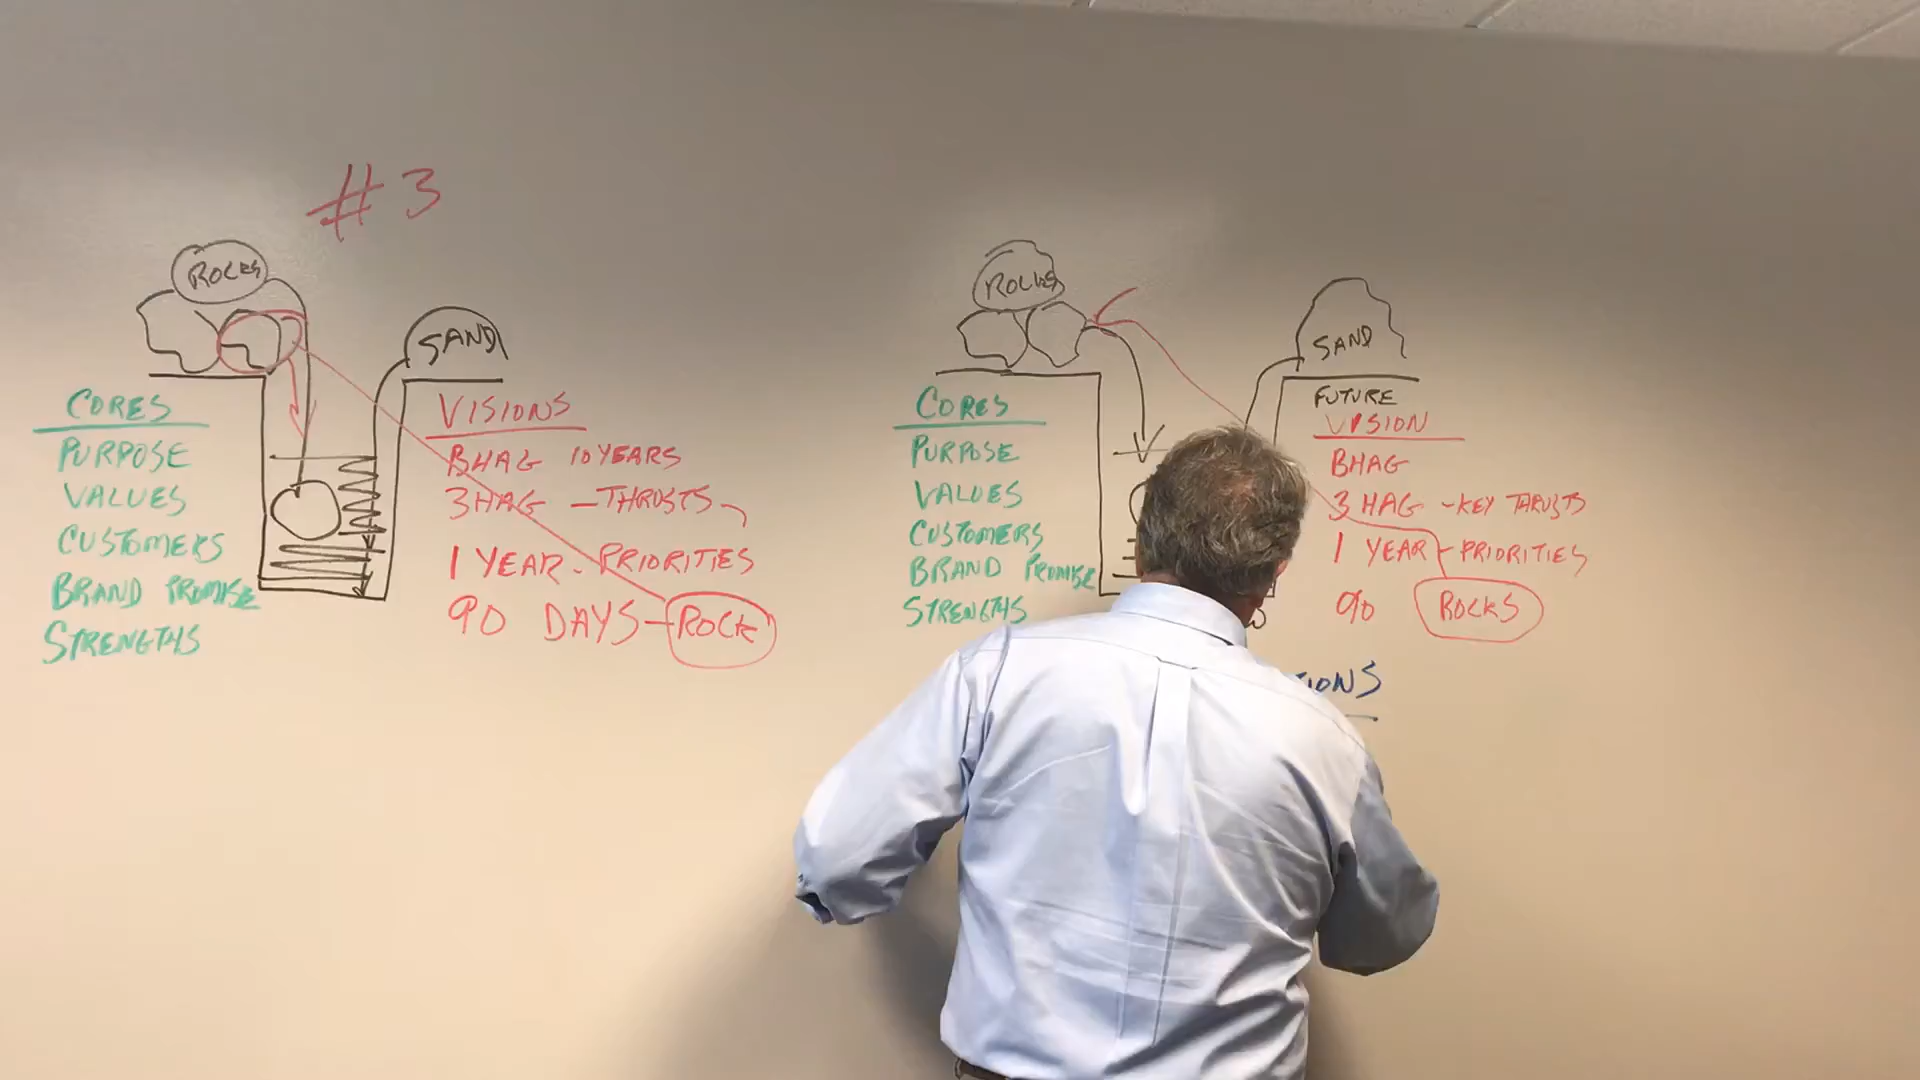 #3
ROCKS
SAND
CORES
PURPOSE
VALUES
CUSTOMERS
BRAND PROMISE
STRENGTHS
VISIONS
BHAG 10 YEARS
3HAG - THRUSTS
1 YEAR - PRIORITIES
90 DAYS - ROCK
ROCKS
SAND
CORES
PURPOSE
VALUES
CUSTOMERS
BRAND PROMISE
STRENGTHS
FUTURE
VISION
BHAG
3 HAG - KEY THRUSTS
1 YEAR - PRIORITIES
90 ROCKS